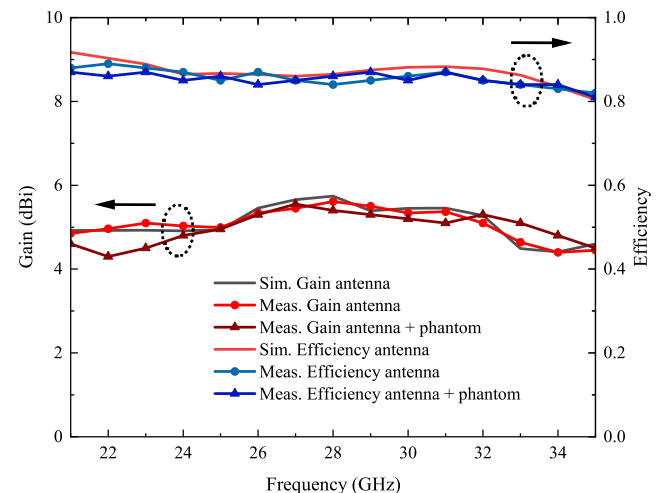 10
8
6
4
2
0
Gain (dBi)
1.0
0.8
0.6
0.4
0.2
0.0
Efficiency
Sim. Gain antenna
Meas. Gain antenna
Meas. Gain antenna + phantom
Sim. Efficiency antenna
Meas. Efficiency antenna
Meas. Efficiency antenna + phantom
22 24 26 28 30 32 34
Frequency (GHz)